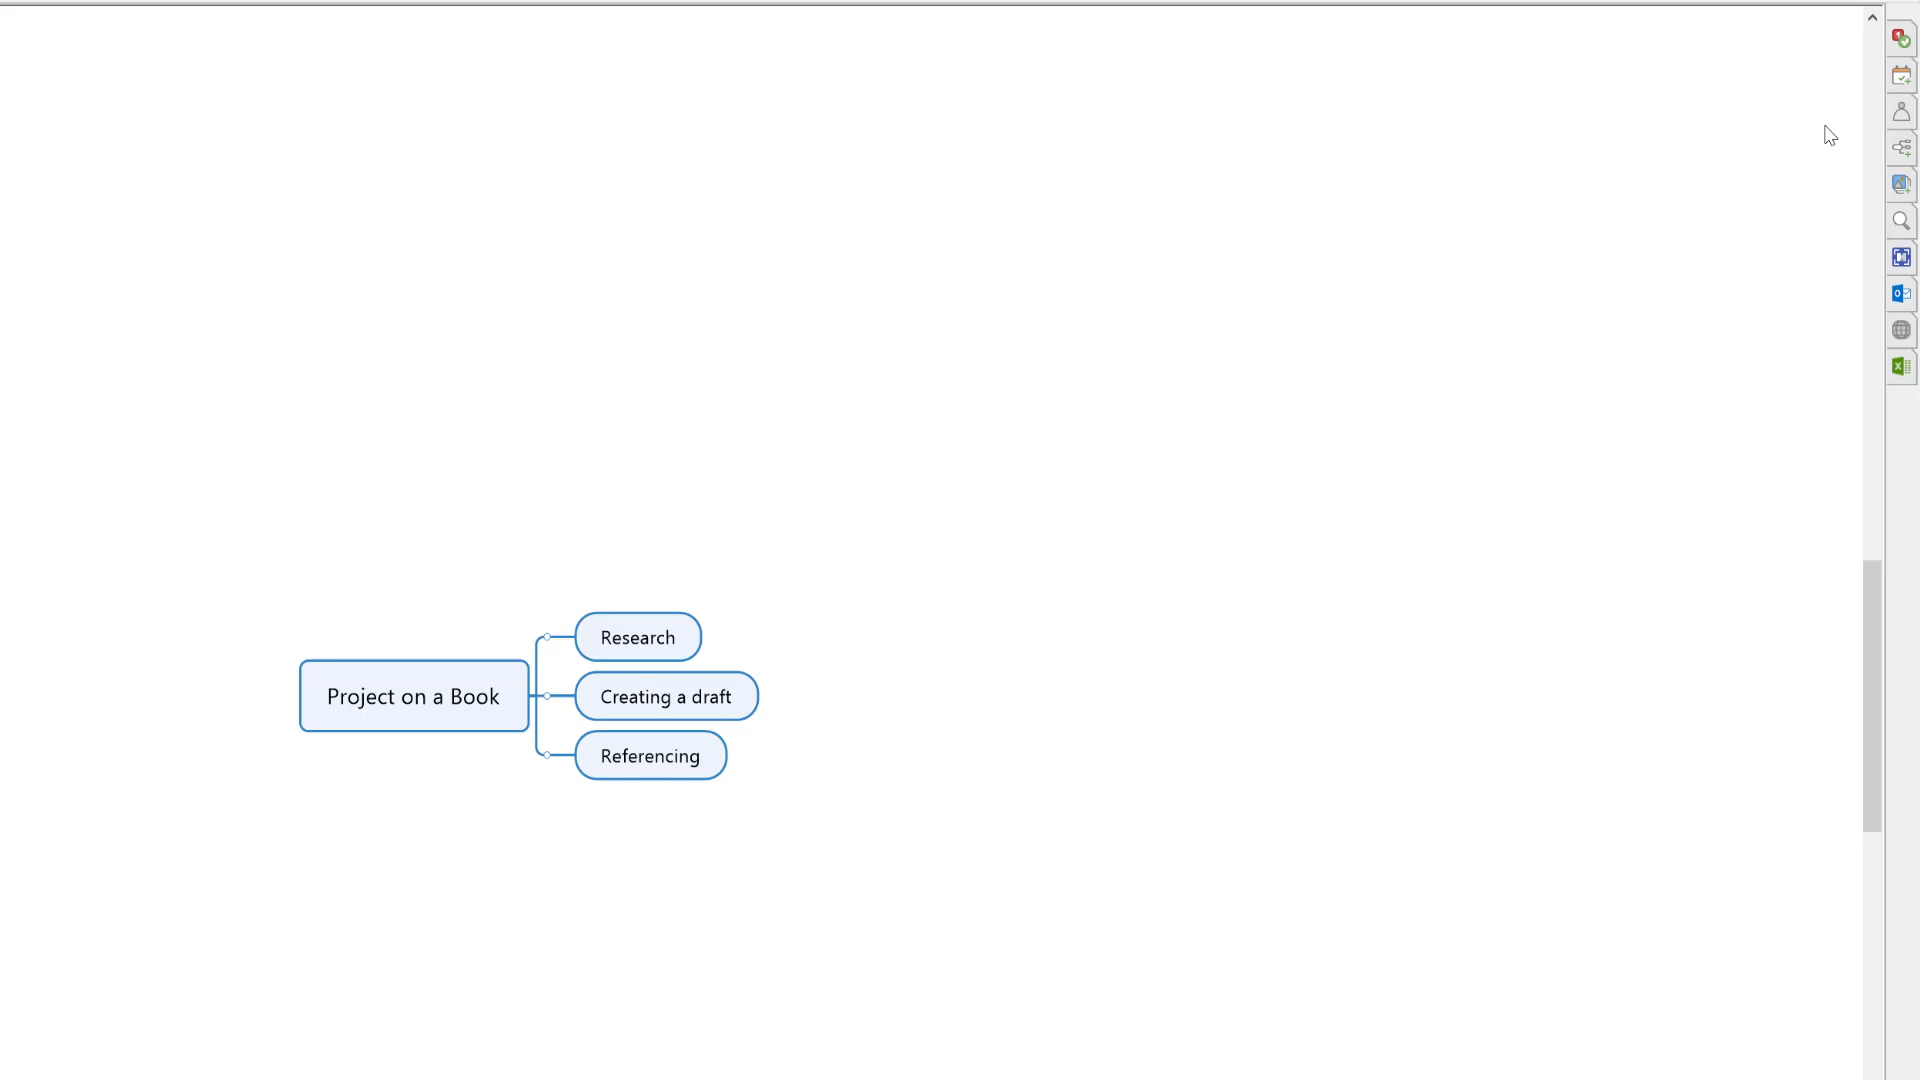 Research
Project on a Book
Creating a draft
Referencing